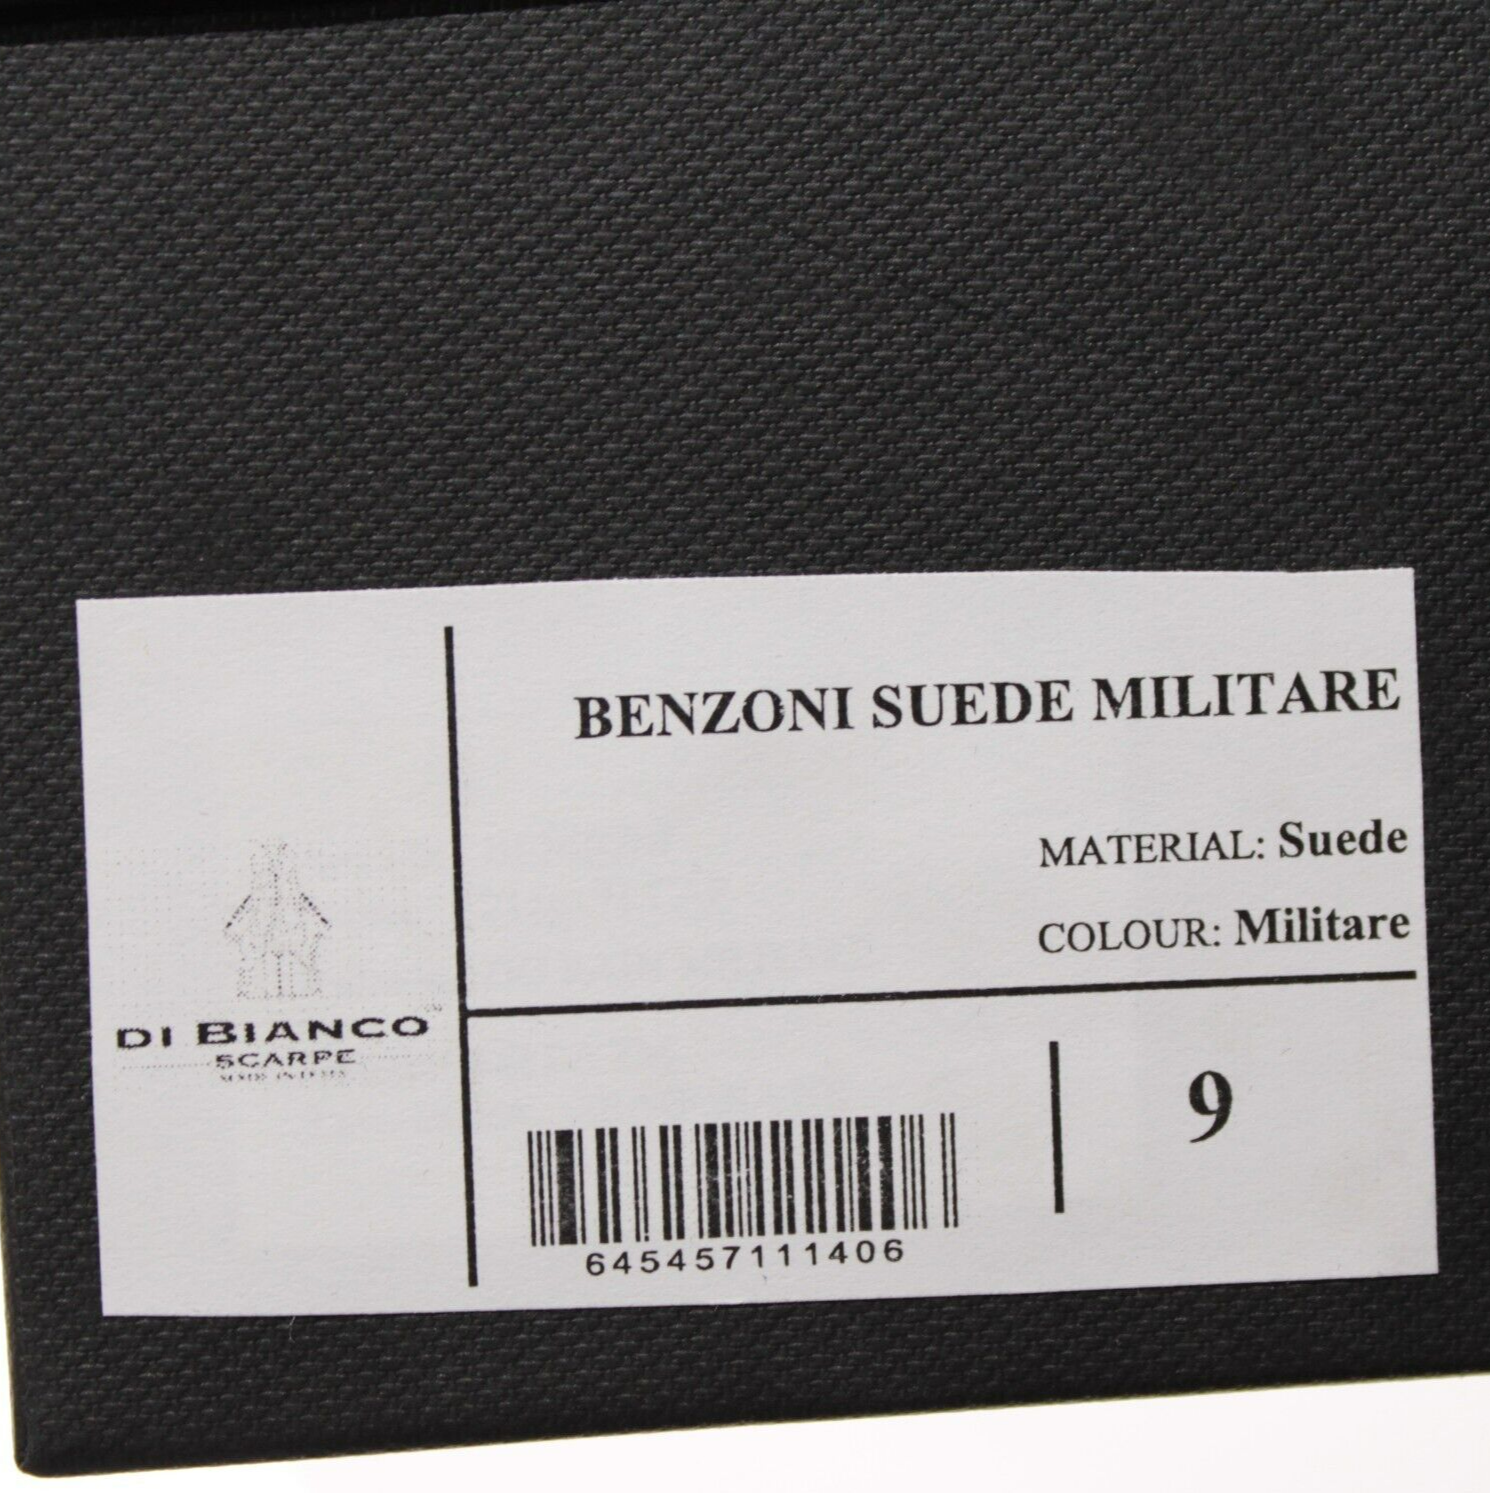 BENZONI SUEDE MILITARE
MATERIAL: Suede
COLOUR: Militare
DI BIANCO
SCARPE
645457111406
9